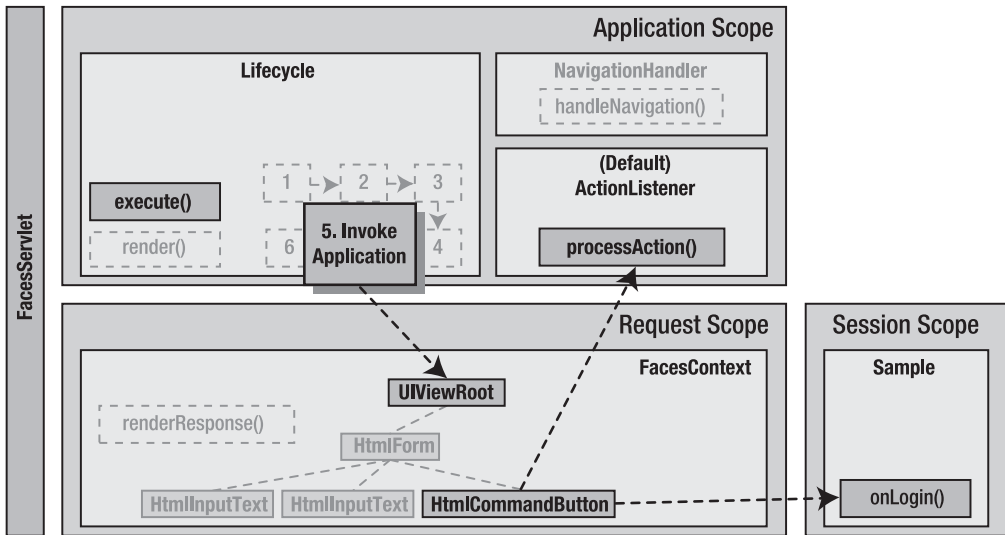 FacesServlet
Application Scope
Lifecycle
execute()
render()
1
2
3
6
5. Invoke
Application
4
NavigationHandler
handleNavigation()
(Default)
ActionListener
processAction()
Request Scope
FacesContext
renderResponse()
UIViewRoot
HtmlForm
HtmlInputText
HtmlInputText
HtmlCommandButton
Session Scope
Sample
onLogin()